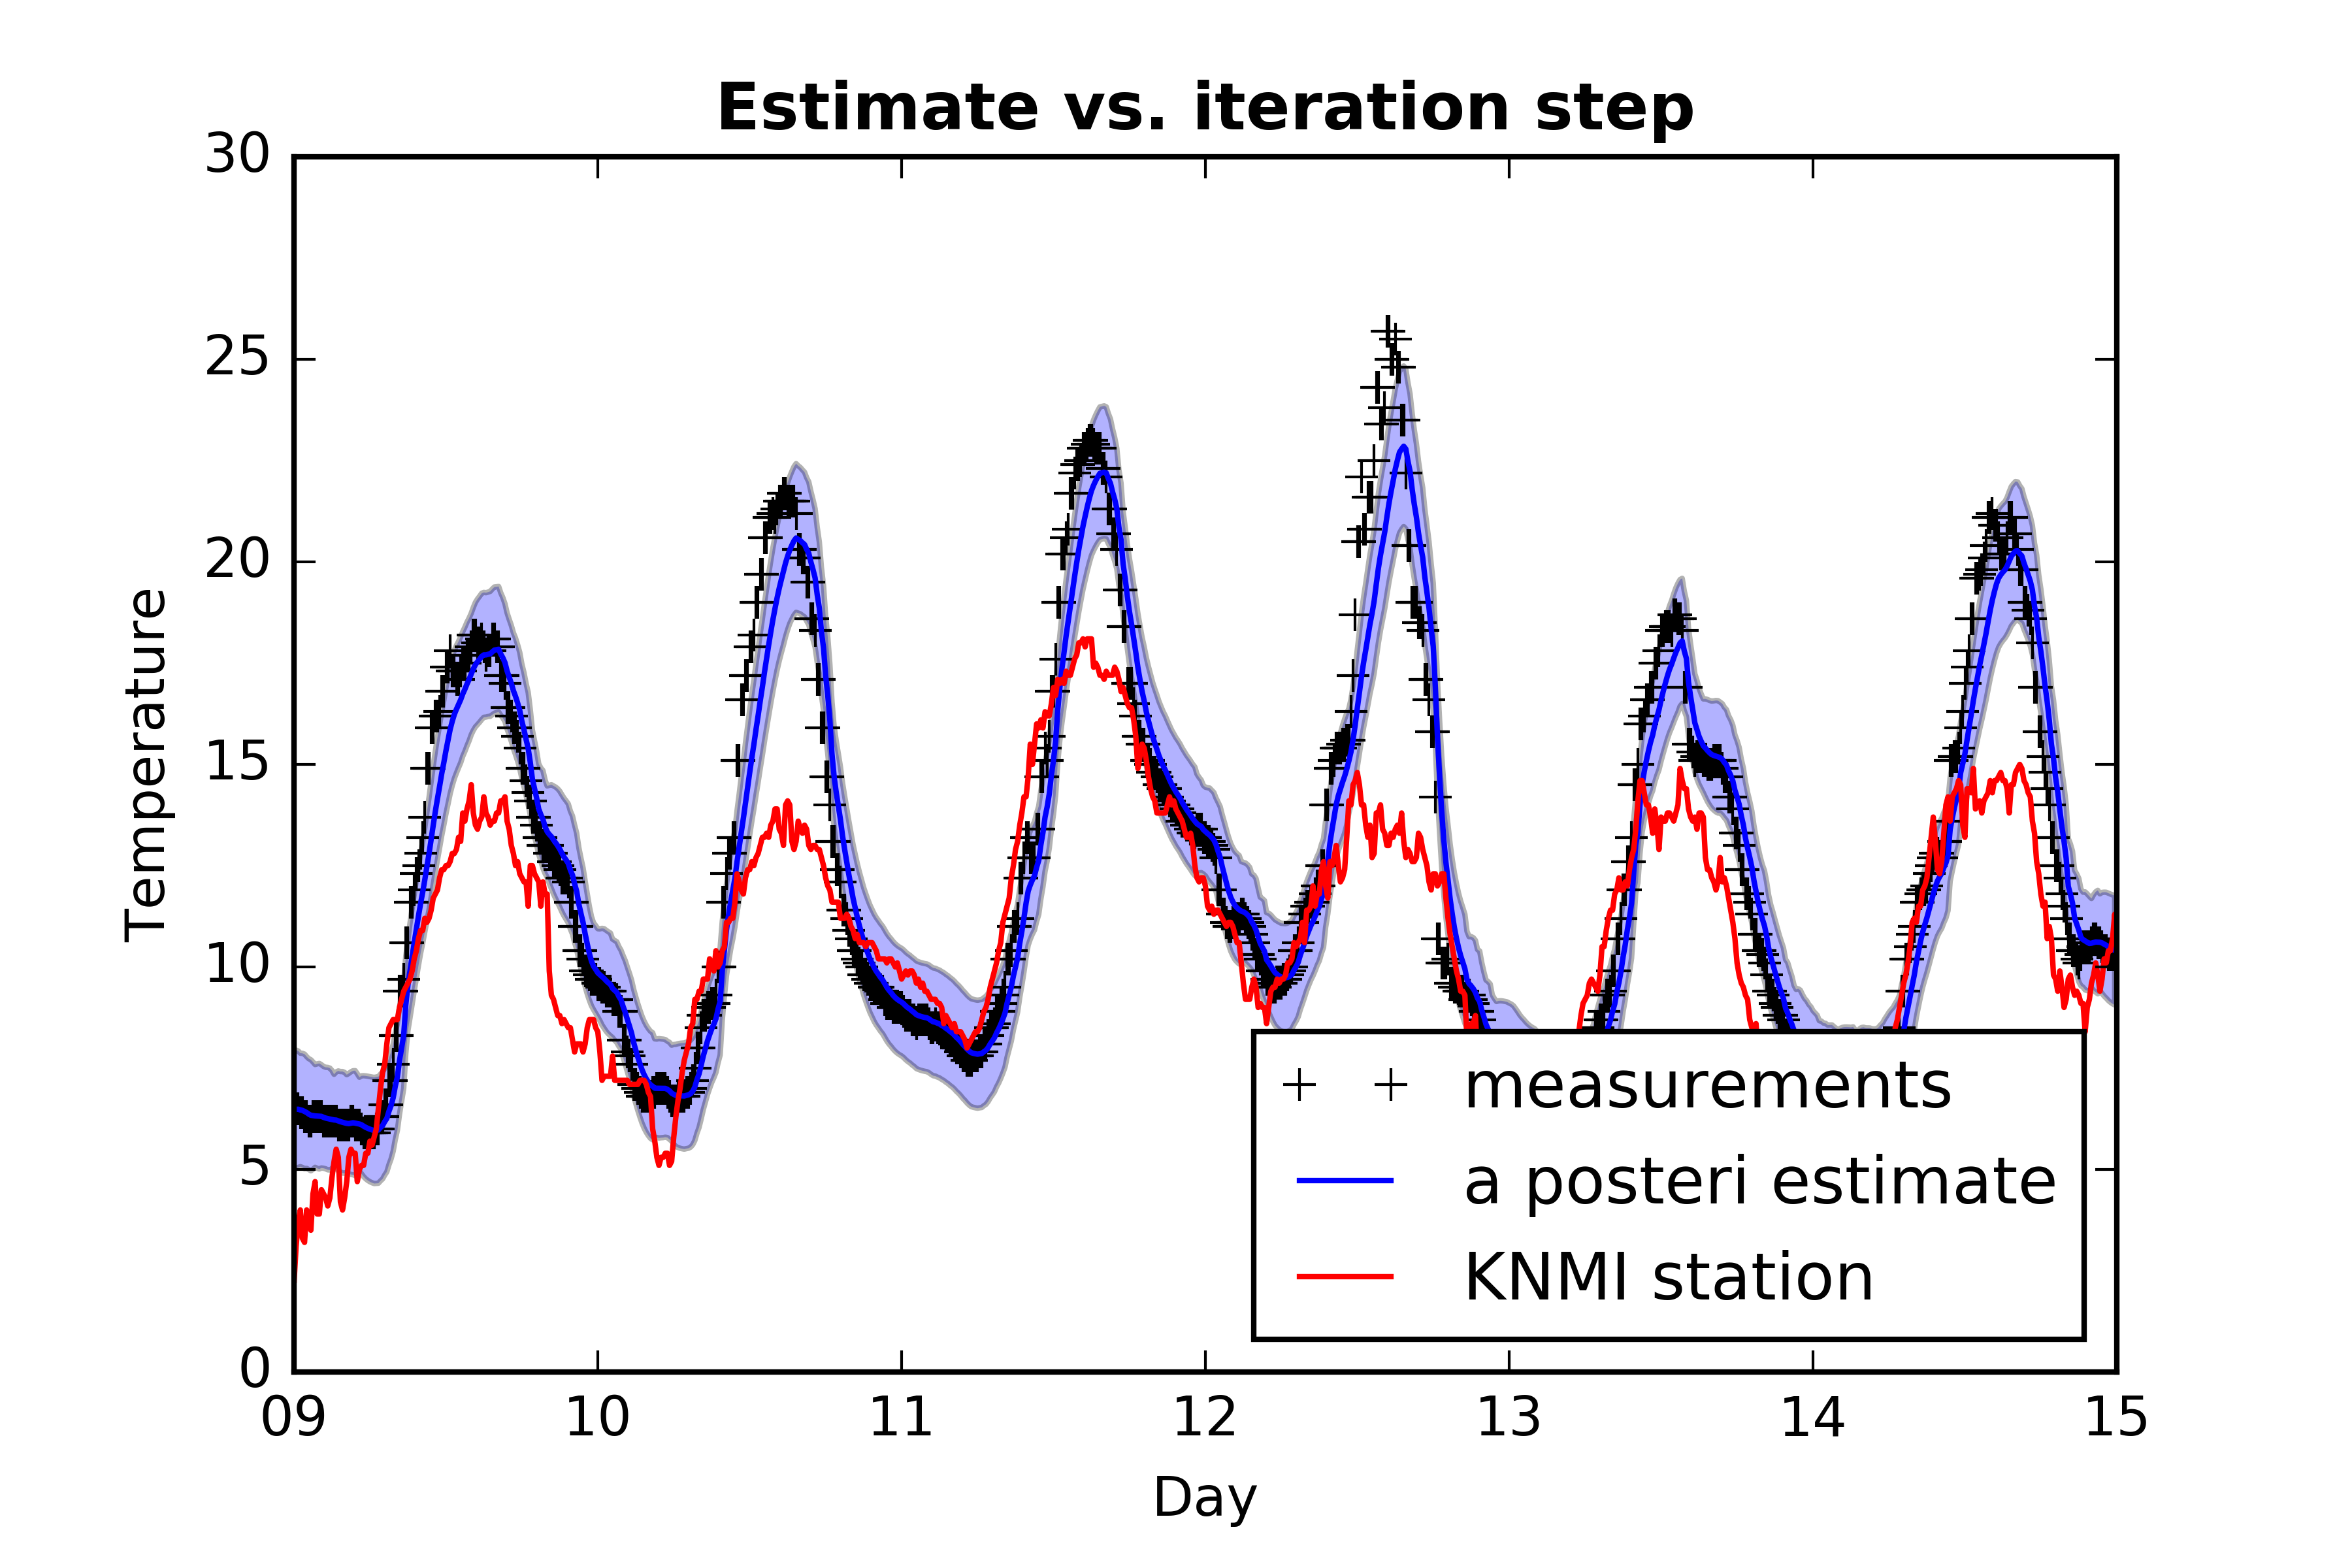 Estimate vs. iteration step
30
25
20
15
10
5
0
Temperature
09 10 11 12 13 14 15
Day
measurements
a posteri estimate
KNMI station